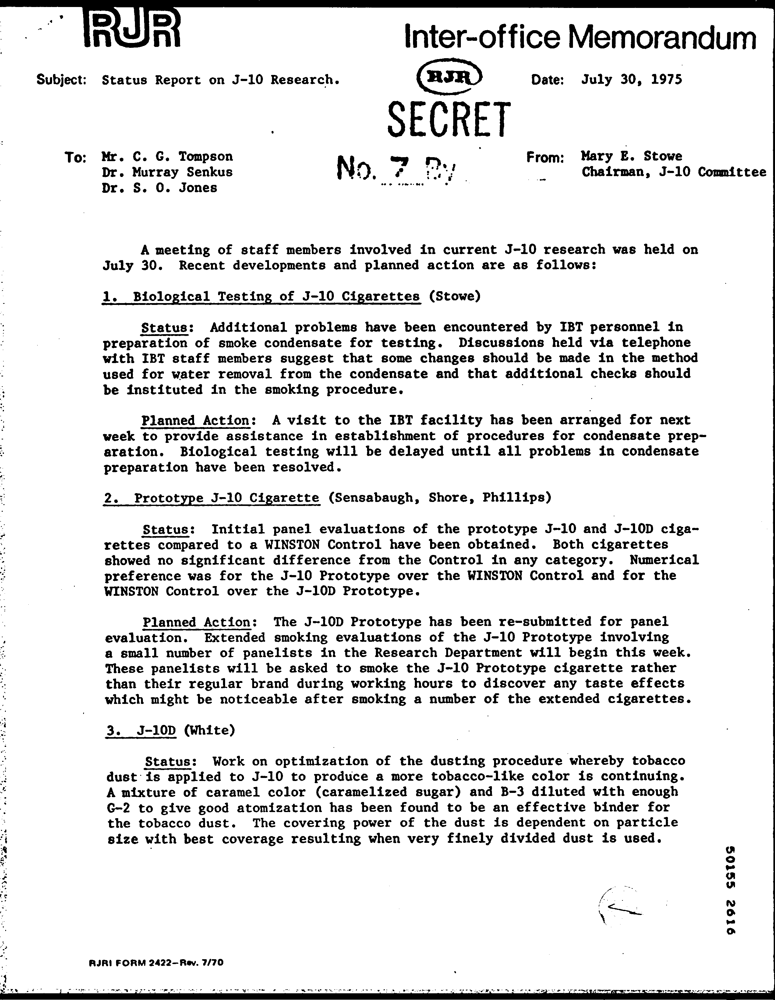 RJR
Inter-office Memorandum
Subject: Status Report on J-10 Research.
RJR
Date: July 30, 1975
SECRET
To: Mr. C. G. Tompson
Dr. Murray Senkus
Dr. S. O. Jones
No. 7 By
From: Mary E. Stowe
Chairman, J-10 Committee
A meeting of staff members involved in current J-10 research was held on
July 30. Recent developments and planned action are as follows:
1. Biological Testing of J-10 Cigarettes (Stowe)
Status: Additional problems have been encountered by IBT personnel in
preparation of smoke condensate for testing. Discussions held via telephone
with IBT staff members suggest that some changes should be made in the method
used for water removal from the condensate and that additional checks should
be instituted in the smoking procedure.
Planned Action: A visit to the IBT facility has been arranged for next
week to provide assistance in establishment of procedures for condensate prep-
aration. Biological testing will be delayed until all problems in condensate
preparation have been resolved.
2. Prototype J-10 Cigarette (Sensabaugh, Shore, Phillips)
Status: Initial panel evaluations of the prototype J-10 and J-10D ciga-
rettes compared to a WINSTON Control have been obtained. Both cigarettes
showed no significant difference from the Control in any category. Numerical
preference was for the J-10 Prototype over the WINSTON Control and for the
WINSTON Control over the J-10D Prototype.
Planned Action: The J-10D Prototype has been re-submitted for panel
evaluation. Extended smoking evaluations of the J-10 Prototype involving
a small number of panelists in the Research Department will begin this week.
These panelists will be asked to smoke the J-10 Prototype cigarette rather
than their regular brand during working hours to discover any taste effects
which might be noticeable after smoking a number of the extended cigarettes.
3. J-10D (White)
Status: Work on optimization of the dusting procedure whereby tobacco
dust is applied to J-10 to produce a more tobacco-like color is continuing.
A mixture of caramel color (caramelized sugar) and B-3 diluted with enough
G-2 to give good atomization has been found to be an effective binder for
the tobacco dust. The covering power of the dust is dependent on particle
size with best coverage resulting when very finely divided dust is used.
50155 2616
RJRI FORM 2422-Rev. 7/70